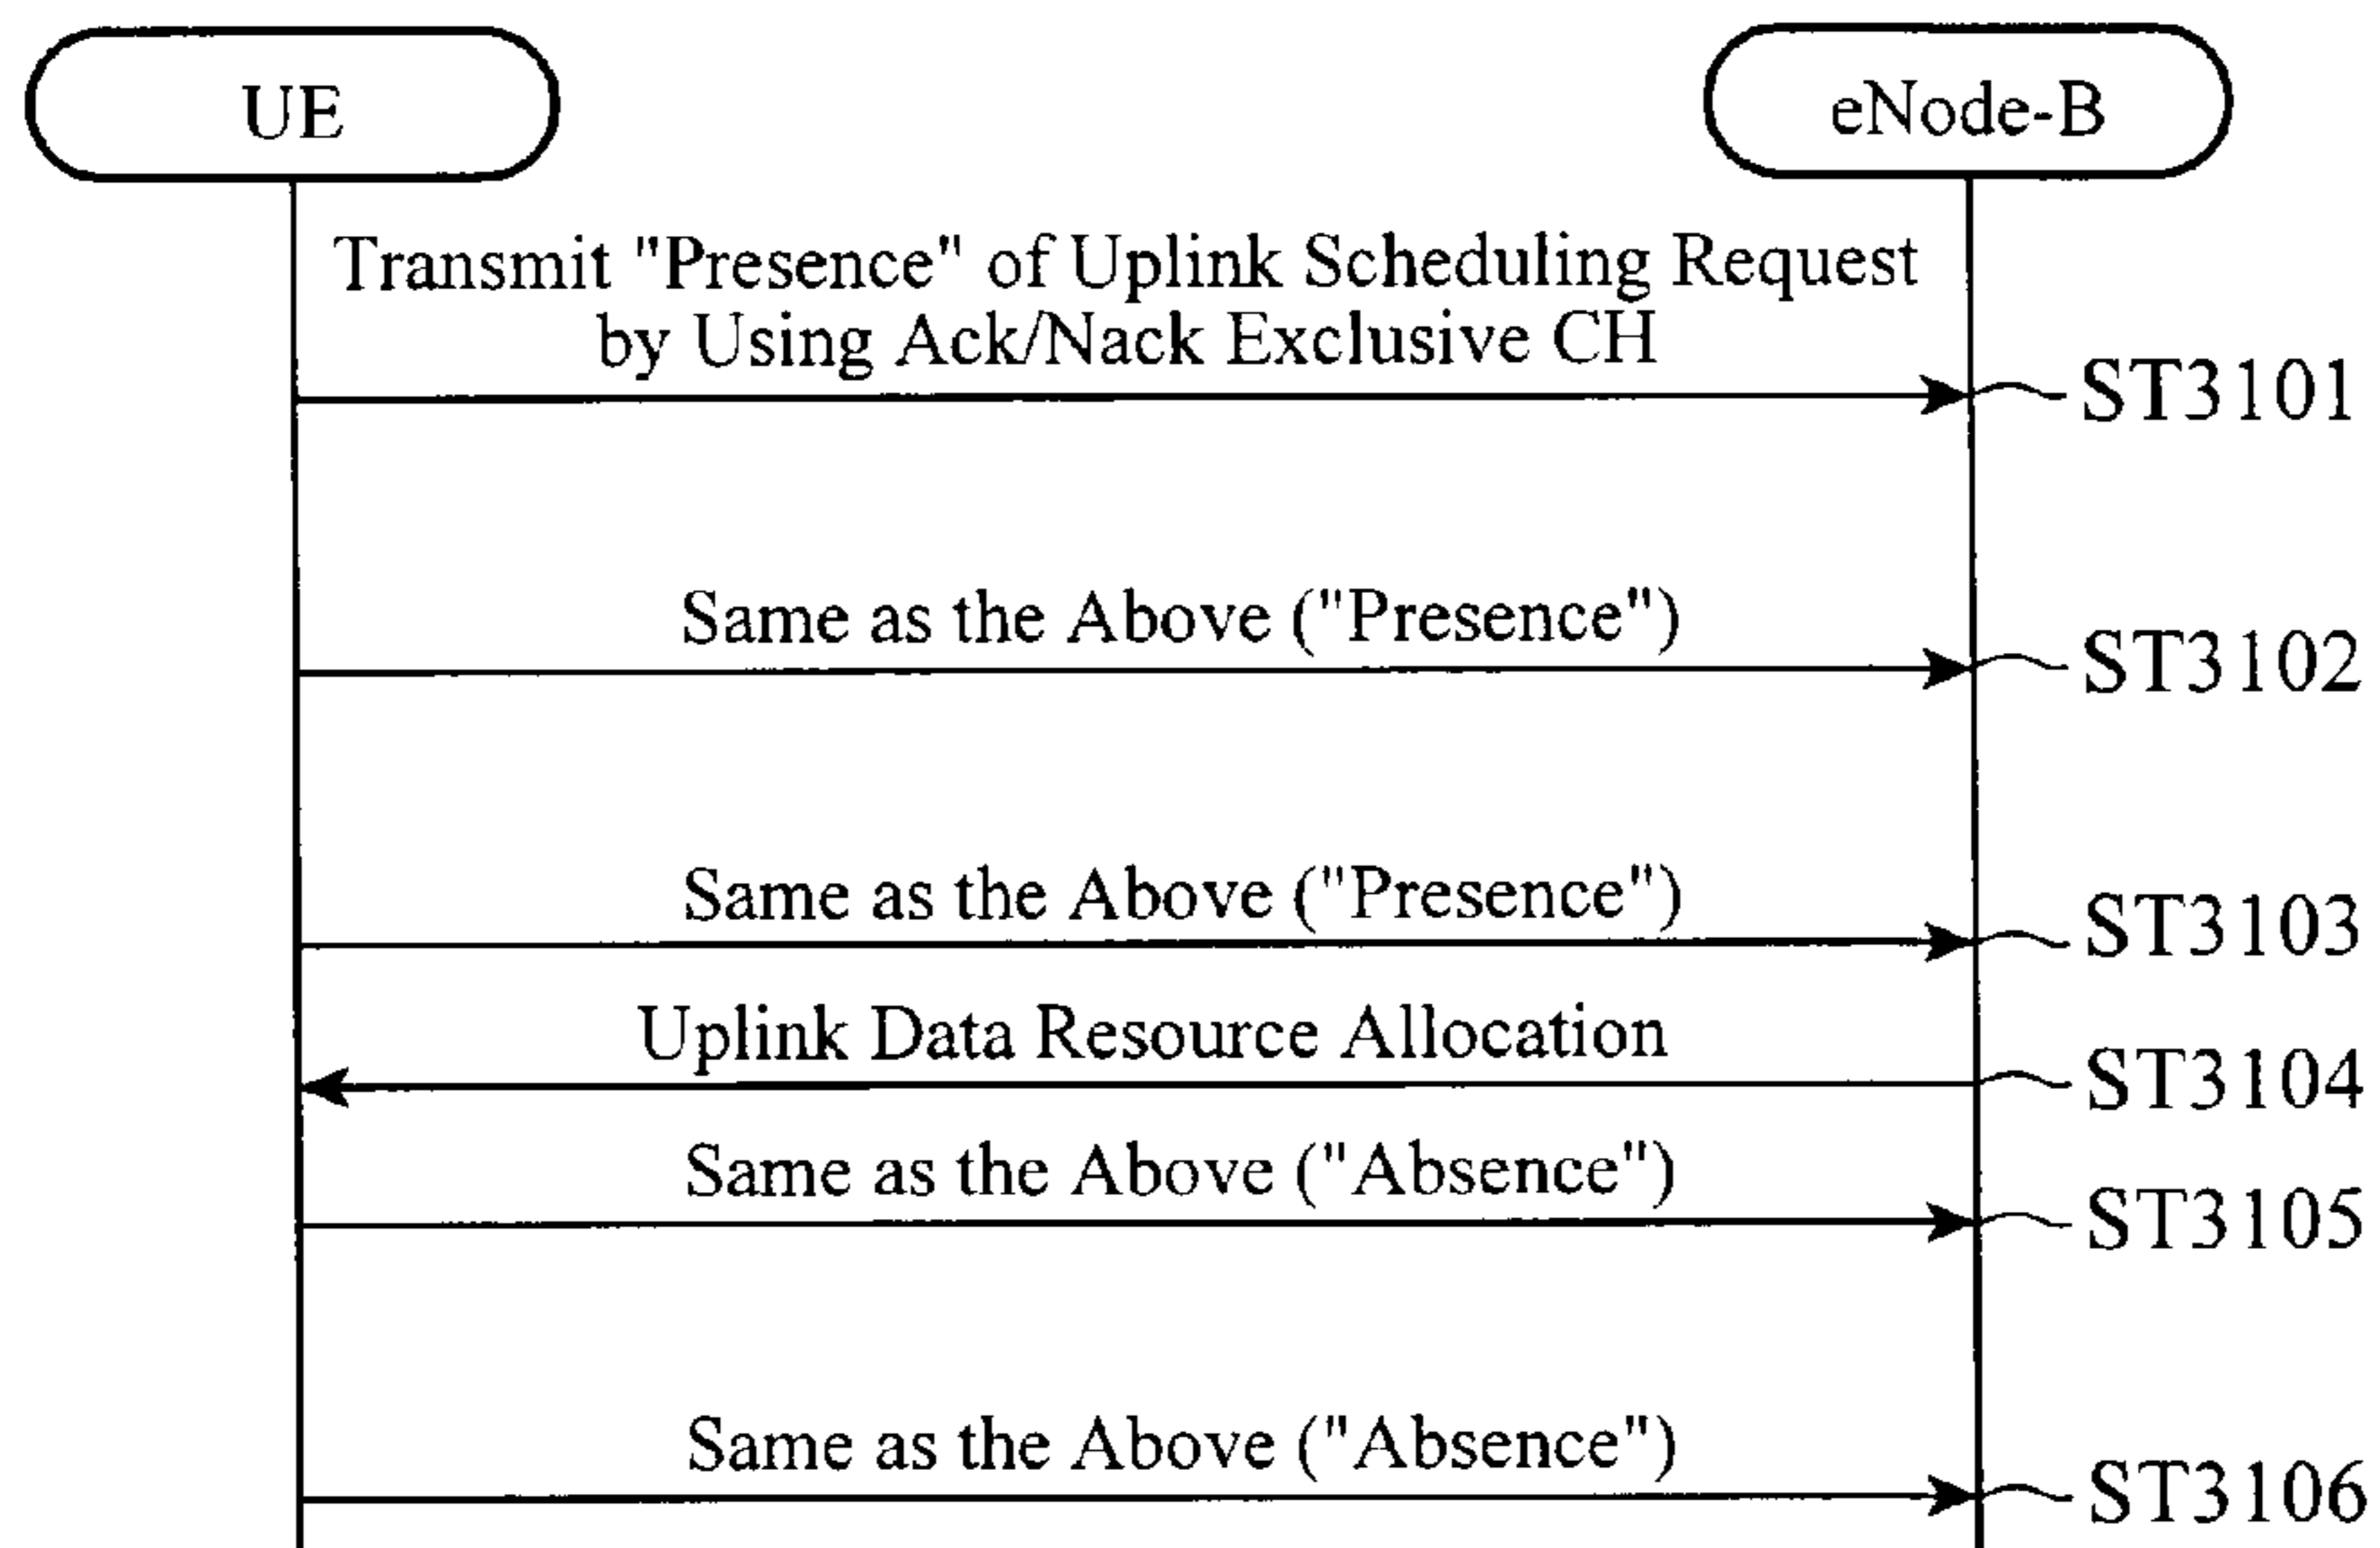 UE
eNode-B
Transmit "Presence" of Uplink Scheduling Request
by Using Ack/Nack Exclusive CH
ST3101
Same as the Above ("Presence")
ST3102
Same as the Above ("Presence")
ST3103
Uplink Data Resource Allocation
ST3104
Same as the Above ("Absence")
ST3105
Same as the Above ("Absence")
ST3106